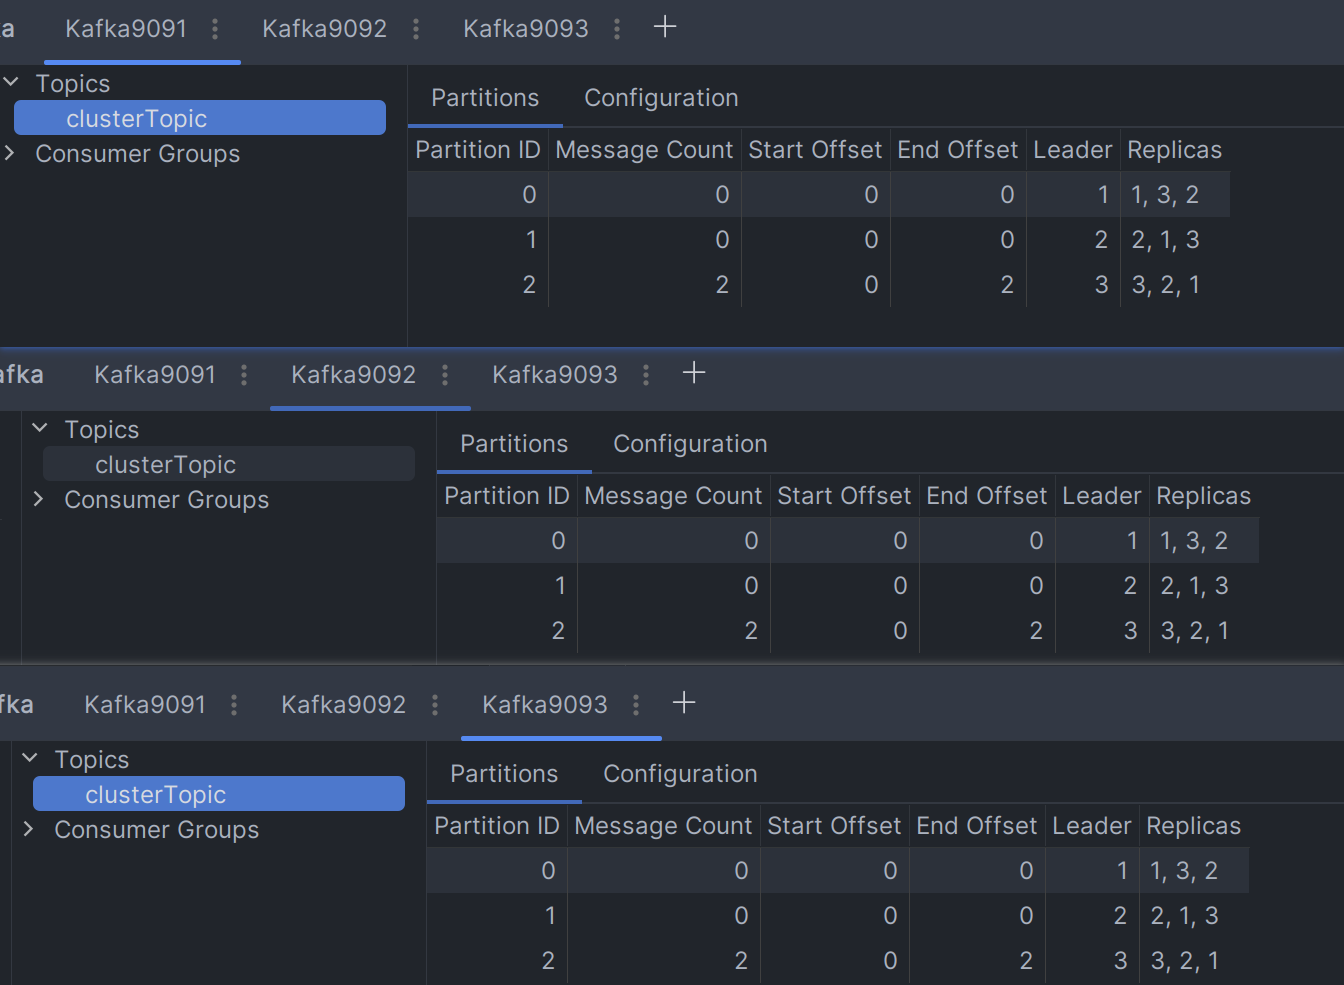 a Kafka9091 Kafka9092 Kafka9093
Topics
clusterTopic
Consumer Groups
Partitions Configuration
Partition ID Message Count Start Offset End Offset Leader Replicas
0 0 0 0 1 1, 3, 2
1 0 0 0 2 2, 1, 3
2 2 0 2 3 3, 2, 1
afka Kafka9091 Kafka9092 Kafka9093
Topics
clusterTopic
Consumer Groups
Partitions Configuration
Partition ID Message Count Start Offset End Offset Leader Replicas
0 0 0 0 1 1, 3, 2
1 0 0 0 2 2, 1, 3
2 2 0 2 3 3, 2, 1
fka Kafka9091 Kafka9092 Kafka9093
Topics
clusterTopic
Consumer Groups
Partitions Configuration
Partition ID Message Count Start Offset End Offset Leader Replicas
0 0 0 0 1 1, 3, 2
1 0 0 0 2 2, 1, 3
2 2 0 2 3 3, 2, 1